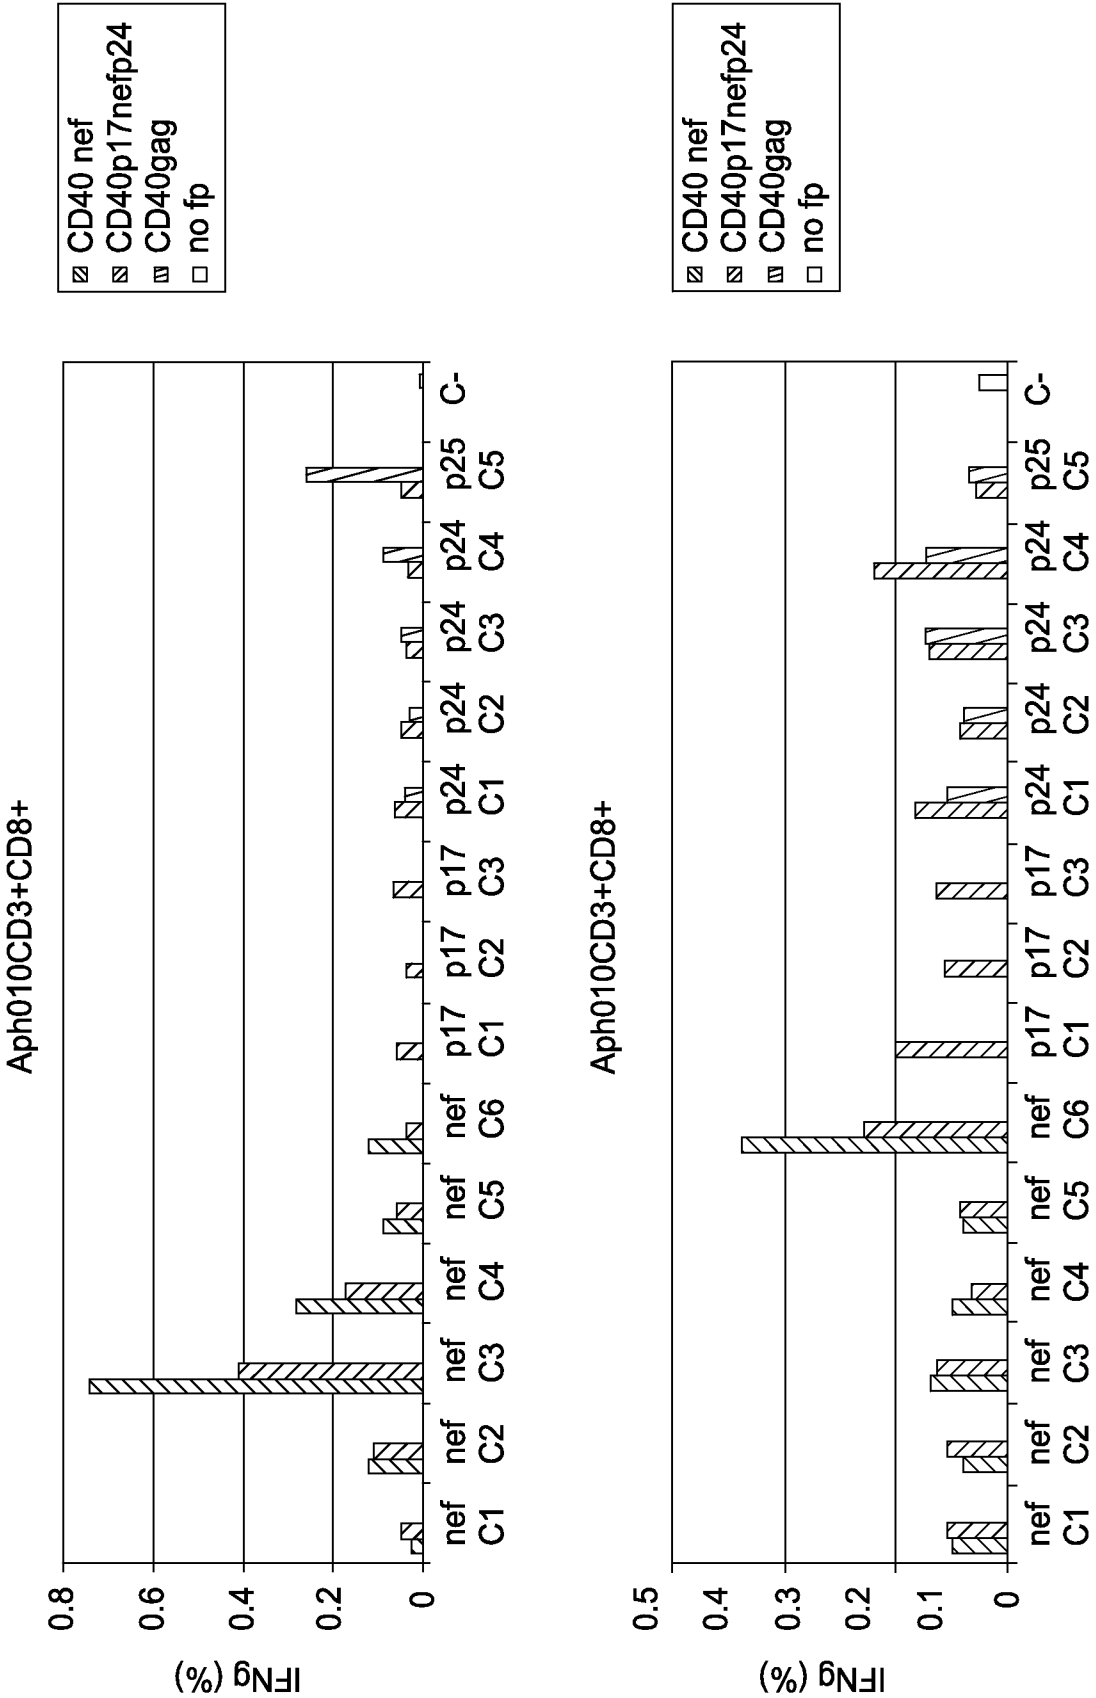 Aph010CD3+CD8+
IFNg (%)
0.8
0.6
0.4
0.2
0
nef nef nef nef nef nef p17 p17 p17 p24 p24 p24 p24 p25 C-
C1 C2 C3 C4 C5 C6 C1 C2 C3 C1 C2 C3 C4 C5
CD40 nef
CD40p17nefp24
CD40gag
no fp
Aph010CD3+CD8+
IFNg (%)
0.5
0.4
0.3
0.2
0.1
0
nef nef nef nef nef nef p17 p17 p17 p24 p24 p24 p24 p25 C-
C1 C2 C3 C4 C5 C6 C1 C2 C3 C1 C2 C3 C4 C5
CD40 nef
CD40p17nefp24
CD40gag
no fp